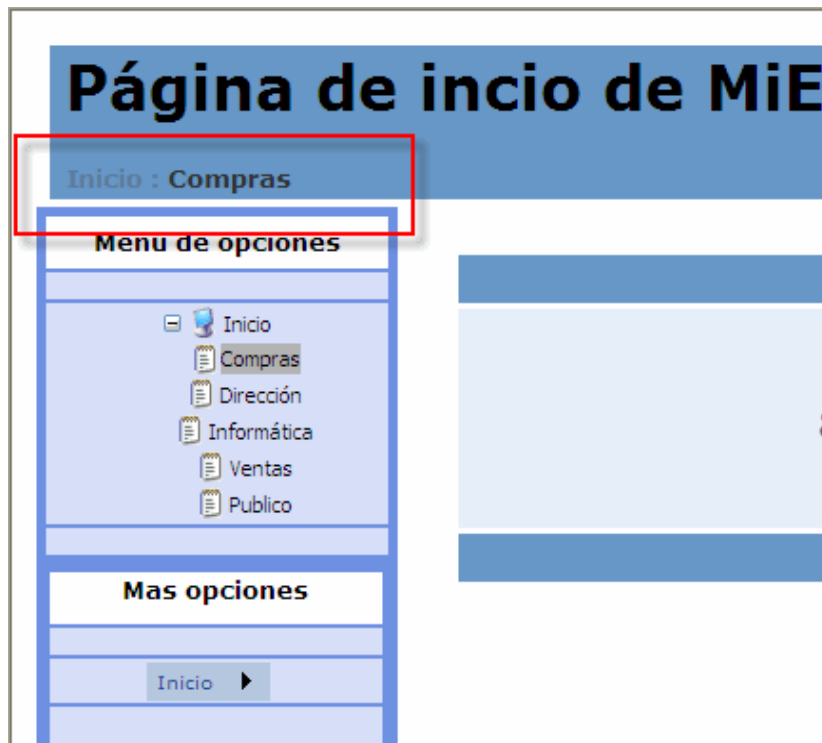 Página de incio de MiE
Inicio : Compras
Menu de opciones
Inicio
Compras
Dirección
Informática
Ventas
Publico
Mas opciones
Inicio